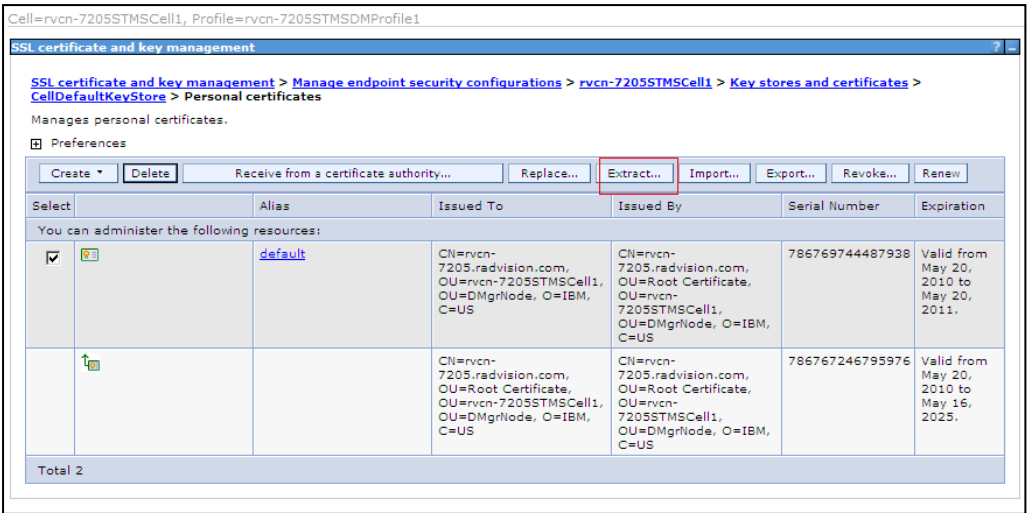 Cell=rvcn-7205STMSCell1, Profile=rvcn-7205STMSDMProfile1
SSL certificate and key management ? -
SSL certificate and key management > Manage endpoint security configurations > rvcn-7205STMSCell1 > Key stores and certificates >
CellDefaultKeyStore > Personal certificates
Manages personal certificates.
Preferences
Create Delete Receive from a certificate authority... Replace... Extract... Import... Export... Revoke... Renew
Select Alias Issued To Issued By Serial Number Expiration
You can administer the following resources:
default
CN=rvcn-
7205.radvision.com,
OU=rvcn-7205STMSCell1,
OU=DMgrNode, O=IBM,
C=US
CN=rvcn-
7205.radvision.com,
OU=Root Certificate,
OU=rvcn-
7205STMSCell1,
OU=DMgrNode, O=IBM,
C=US
786769744487938
Valid from
May 20,
2010 to
May 20,
2011.
CN=rvcn-
7205.radvision.com,
OU=Root Certificate,
OU=rvcn-7205STMSCell1,
OU=DMgrNode, O=IBM,
C=US
CN=rvcn-
7205.radvision.com,
OU=Root Certificate,
OU=rvcn-
7205STMSCell1,
OU=DMgrNode, O=IBM,
C=US
786767246795976
Valid from
May 20,
2010 to
May 16,
2025.
Total 2